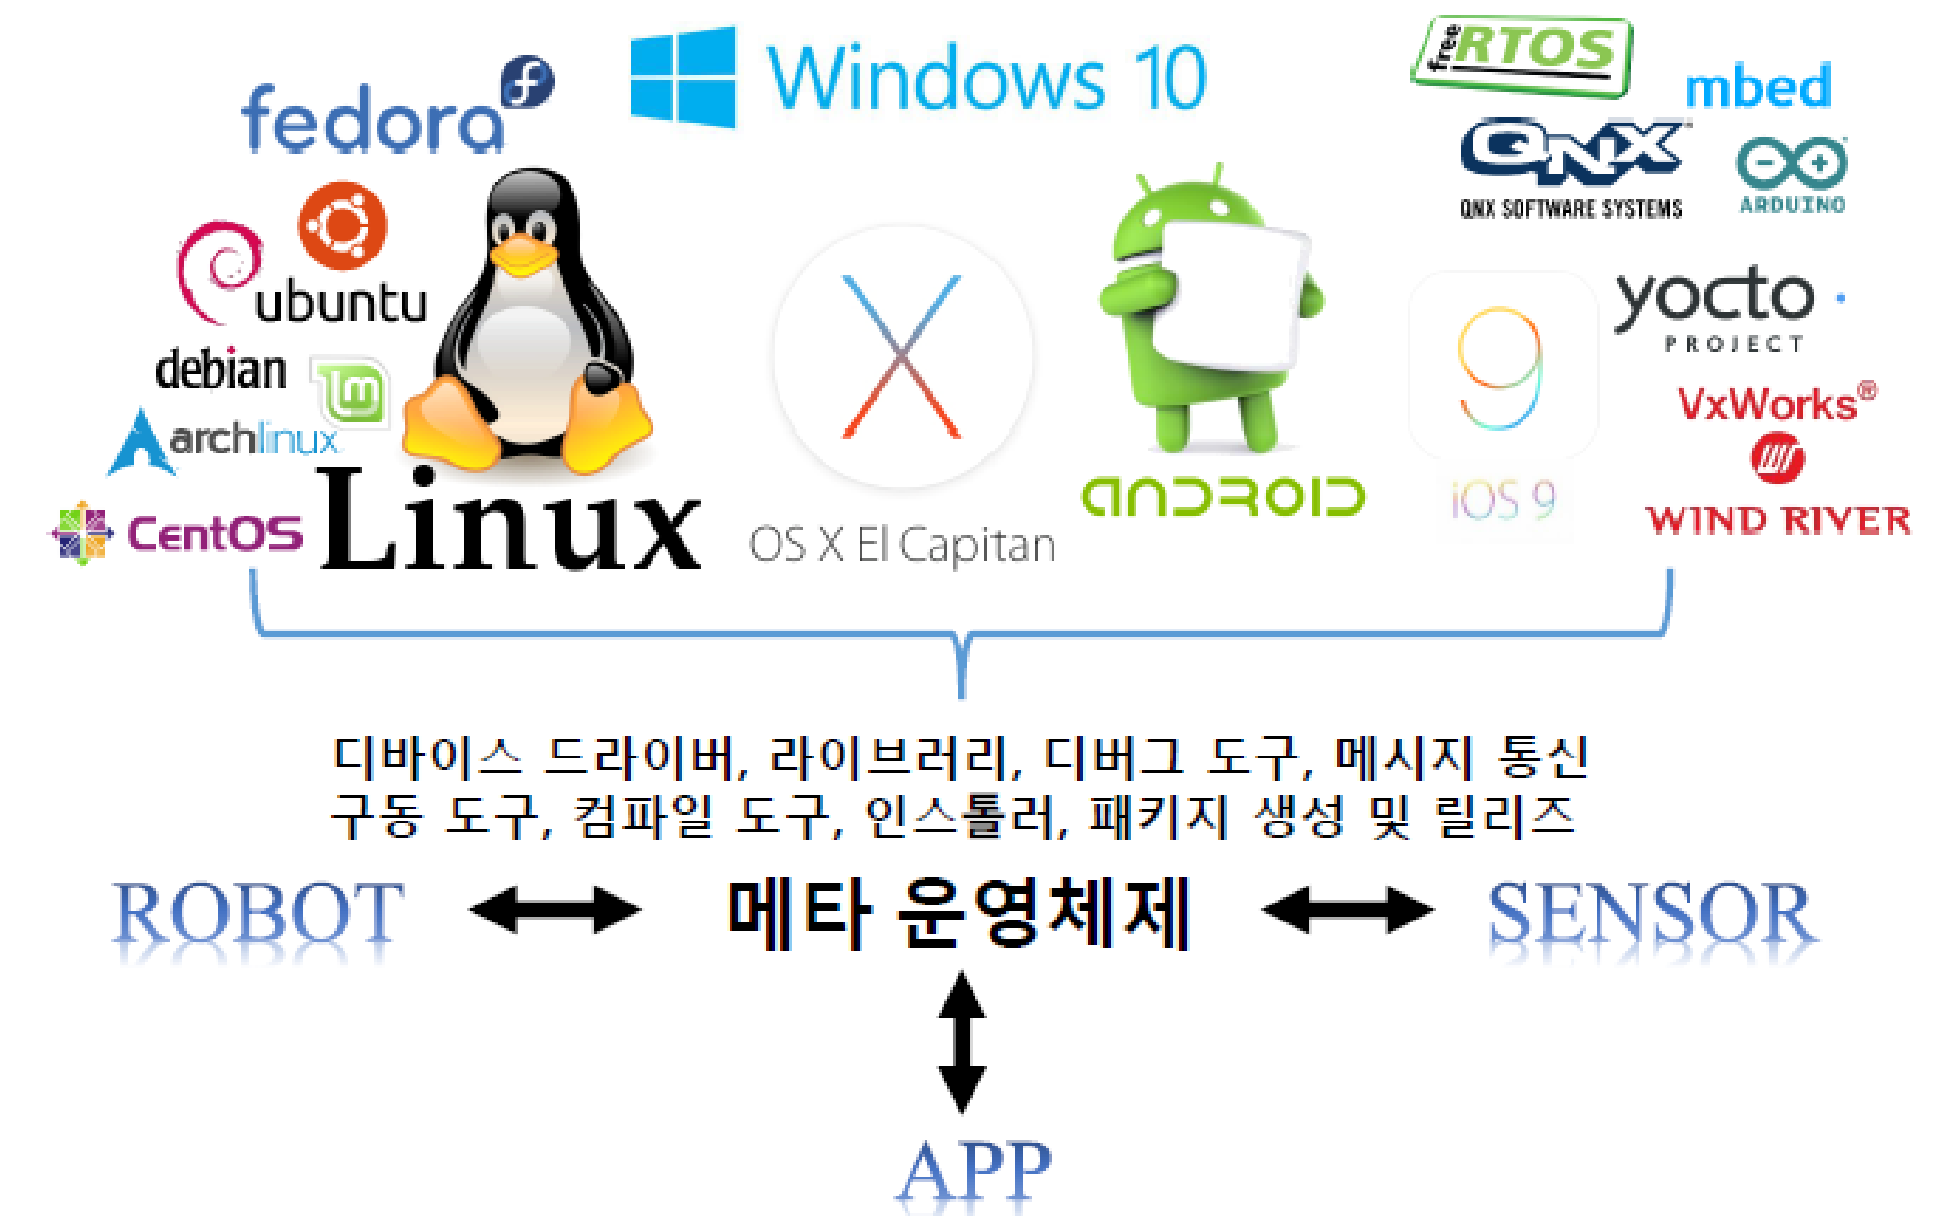 fedora
Windows 10
free RTOS
mbed
QNX
QNX SOFTWARE SYSTEMS
ARDUINO
ubuntu
debian
archlinux
CentOS
Linux
OS X El Capitan
ANDROID
9
iOS 9
yocto
PROJECT
VxWorks®
WIND RIVER
디바이스 드라이버, 라이브러리, 디버그 도구, 메시지 통신
구동 도구, 컴파일 도구, 인스톨러, 패키지 생성 및 릴리즈
ROBOT
메타 운영체제
SENSOR
APP